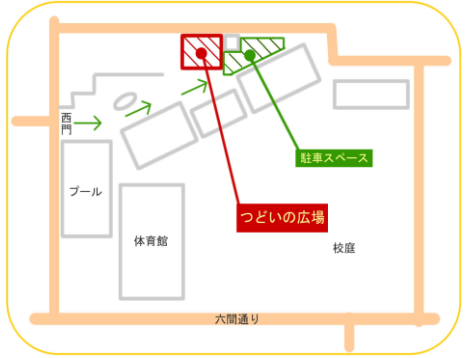 西門
駐車スペース
プール
つどいの広場
体育館
校庭
六間通り